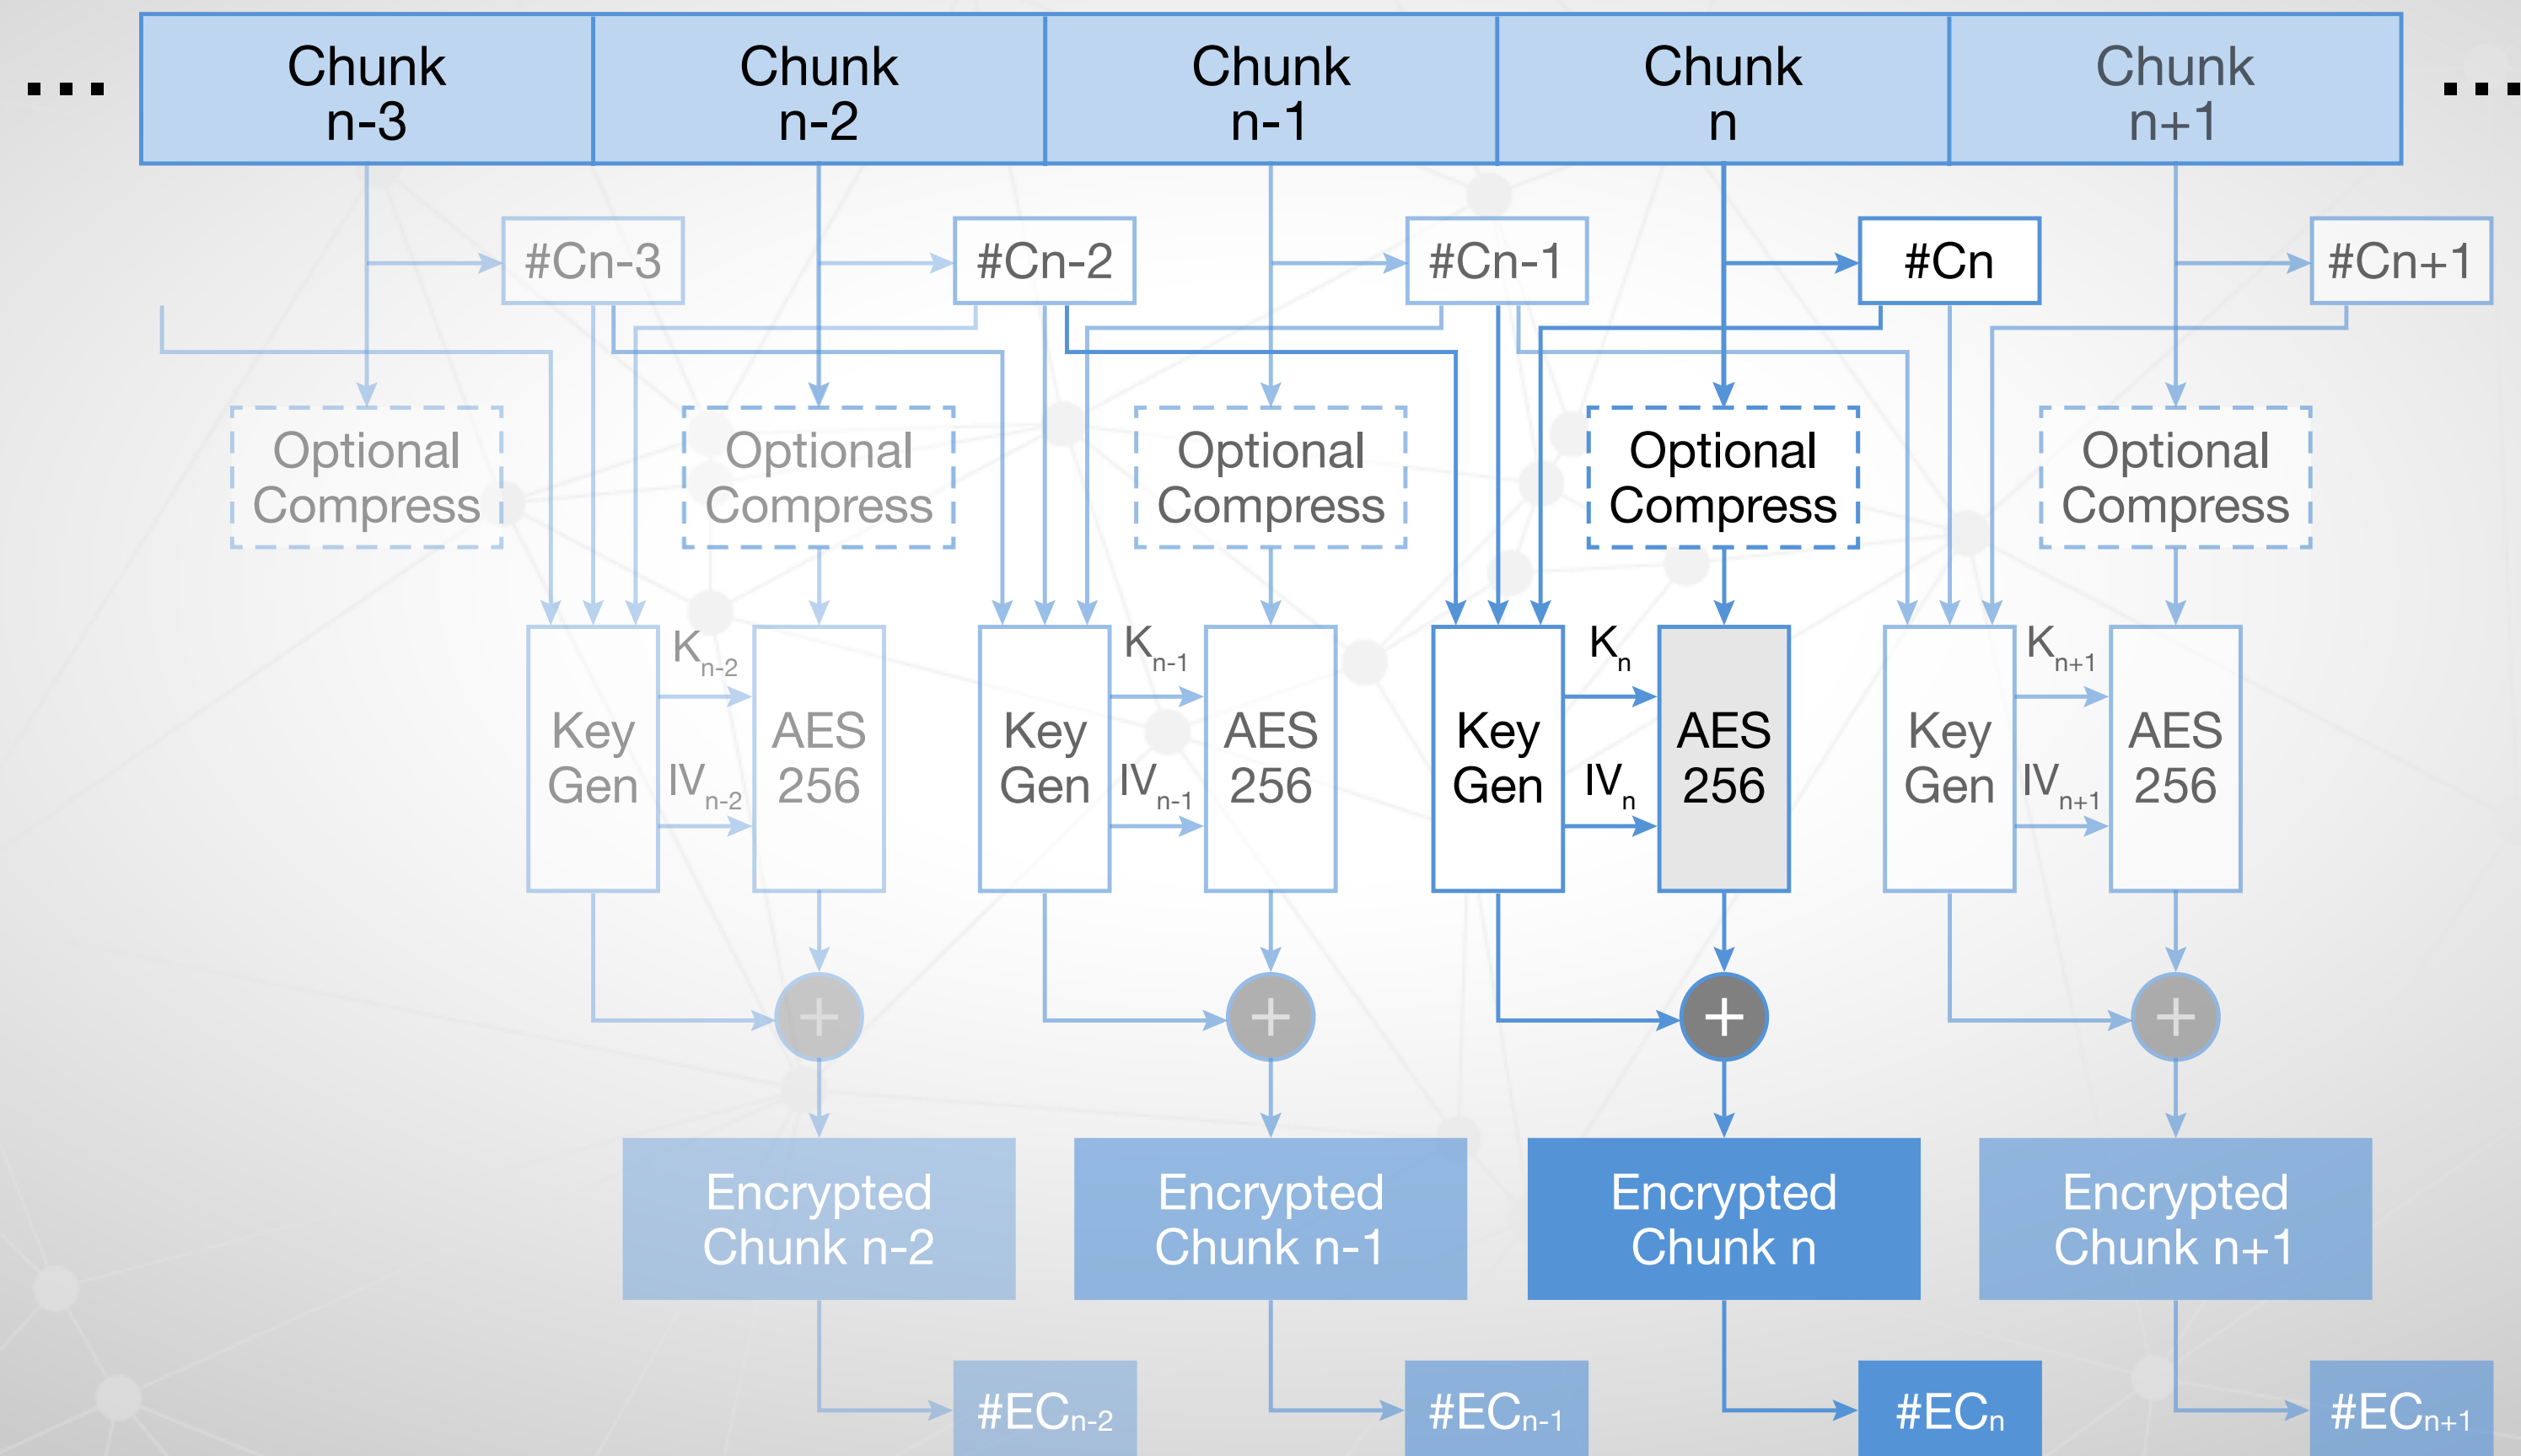 ...
Chunk
n-3
Chunk
n-2
Chunk
n-1
Chunk
n
Chunk
n+1
...
#Cn-3
#Cn-2
#Cn-1
#Cn
#Cn+1
Optional
Compress
Optional
Compress
Optional
Compress
Optional
Compress
Optional
Compress
Key
Gen
Kn-2
IVn-2
AES
256
Key
Gen
Kn-1
IVn-1
AES
256
Key
Gen
Kn
IVn
AES
256
Key
Gen
Kn+1
IVn+1
AES
256
+
+
+
+
Encrypted
Chunk n-2
Encrypted
Chunk n-1
Encrypted
Chunk n
Encrypted
Chunk n+1
#ECn-2
#ECn-1
#ECn
#ECn+1